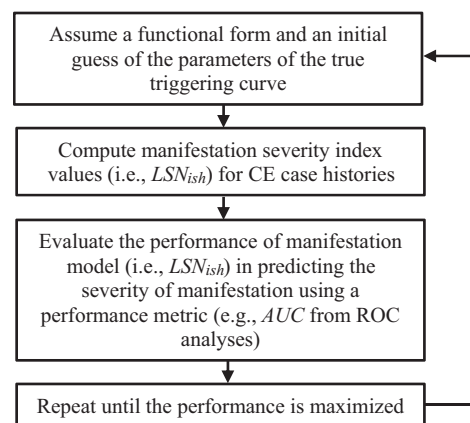 Assume a functional form and an initial
guess of the parameters of the true
triggering curve
Compute manifestation severity index
values (i.e., LSNish) for CE case histories
Evaluate the performance of manifestation
model (i.e., LSNish) in predicting the
severity of manifestation using a
performance metric (e.g., AUC from ROC
analyses)
Repeat until the performance is maximized